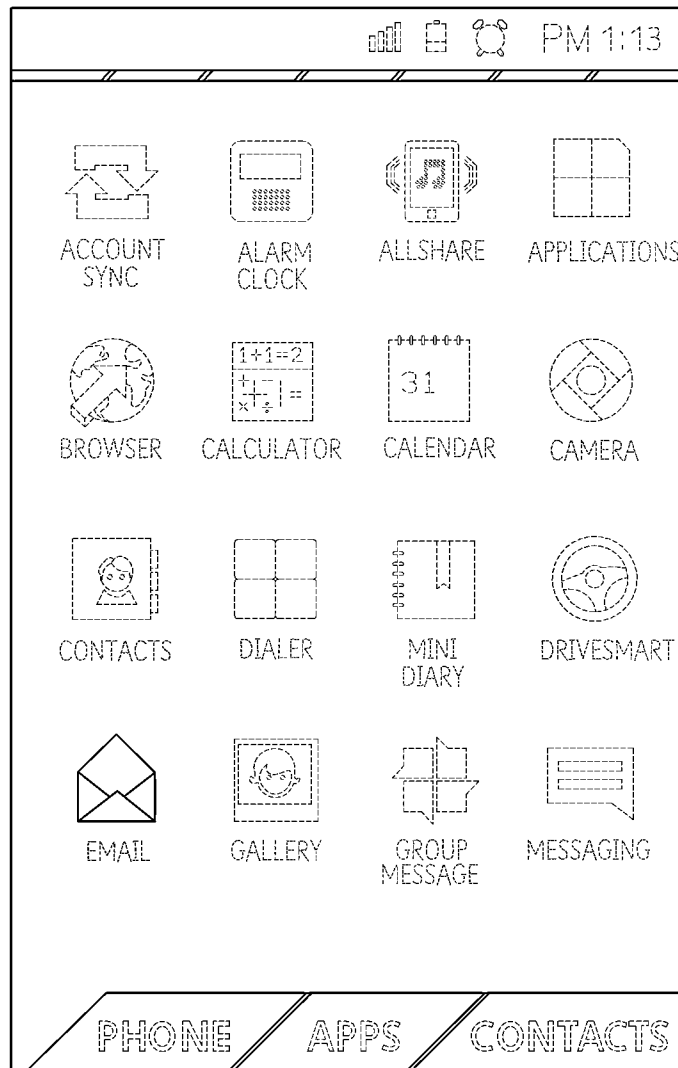 PM 1:13
ACCOUNT SYNC
ALARM CLOCK
ALLSHARE
APPLICATIONS
1+1=2
+ -
× ÷ =
31
BROWSER
CALCULATOR
CALENDAR
CAMERA
CONTACTS
DIALER
MINI DIARY
DRIVESMART
EMAIL
GALLERY
GROUP MESSAGE
MESSAGING
PHONE
APPS
CONTACTS